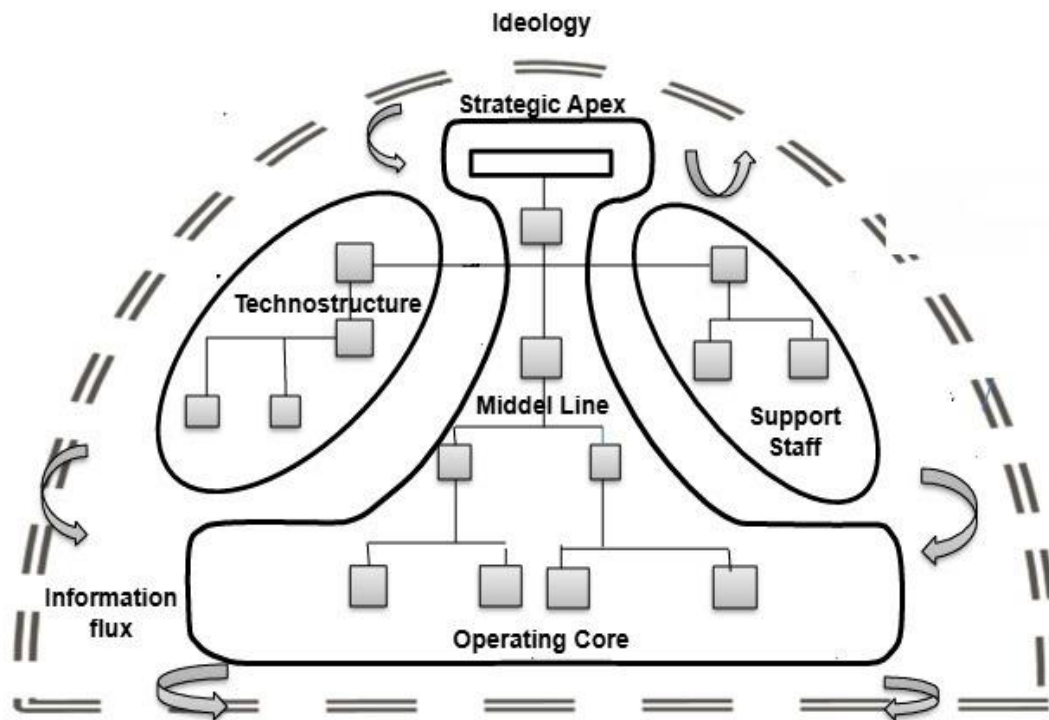 Ideology
Strategic Apex
Technostructure
Middel Line
Support
Staff
Information
flux
Operating Core